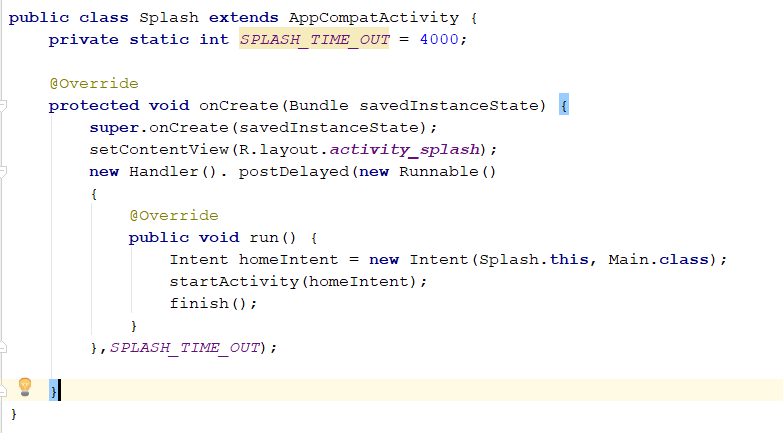 public class Splash extends AppCompatActivity {
    private static int SPLASH_TIME_OUT = 4000;
    @Override
    protected void onCreate(Bundle savedInstanceState) {
        super.onCreate(savedInstanceState);
        setContentView(R.layout.activity_splash);
        new Handler(). postDelayed(new Runnable()
        {
            @Override
            public void run() {
                Intent homeIntent = new Intent(Splash.this, Main.class);
                startActivity(homeIntent);
                finish();
            }
        },SPLASH_TIME_OUT);
    }
}